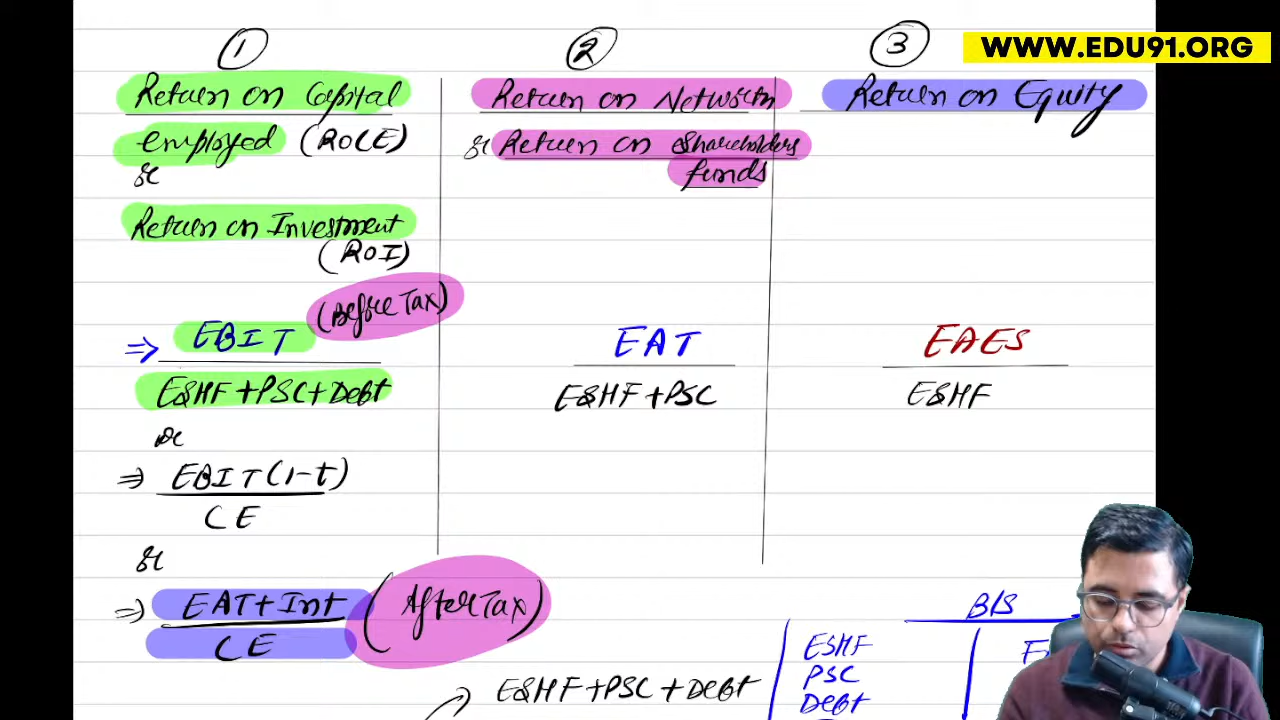 WWW.EDU91.ORG
1
Return on Capital
employed (ROCE)
or
Return on Investment
(ROI)
(Before Tax)
⇒ EBIT
ESHF+PSC+Debt
or
⇒ EBIT(1-t)
CE
or
⇒ EAT+Int
CE
(After Tax)
2
Return on Networth
or Return on Shareholders
funds
EAT
ESHF+PSC
3
Return on Equity
EAES
ESHF
ESHF+PSC+Debt
B/S
ESHF
PSC
Debt